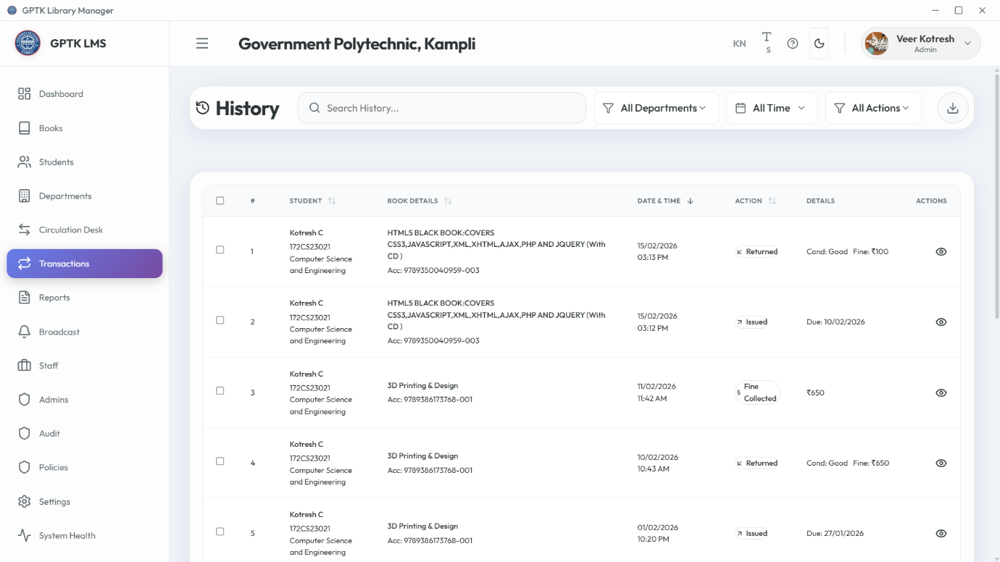 GPTK Library Manager
GPTK LMS
Government Polytechnic, Kampli
KN
T
S
Veer Kotresh
Admin
Dashboard
Books
Students
Departments
Circulation Desk
Transactions
Reports
Broadcast
Staff
Admins
Audit
Policies
Settings
System Health
History
Search History...
All Departments
All Time
All Actions
#
STUDENT
BOOK DETAILS
DATE & TIME
ACTION
DETAILS
ACTIONS
1
Kotresh C
172CS23021
Computer Science
and Engineering
HTML5 BLACK BOOK:COVERS
CSS3,JAVASCRIPT,XML,XHTML,AJAX,PHP AND JQUERY (With
CD )
Acc: 9789350040959-003
15/02/2026
03:13 PM
Returned
Cond: Good Fine: ₹100
2
Kotresh C
172CS23021
Computer Science
and Engineering
HTML5 BLACK BOOK:COVERS
CSS3,JAVASCRIPT,XML,XHTML,AJAX,PHP AND JQUERY (With
CD )
Acc: 9789350040959-003
15/02/2026
03:12 PM
Issued
Due: 10/02/2026
3
Kotresh C
172CS23021
Computer Science
and Engineering
3D Printing & Design
Acc: 9789386173768-001
11/02/2026
11:42 AM
$ Fine
Collected
₹650
4
Kotresh C
172CS23021
Computer Science
and Engineering
3D Printing & Design
Acc: 9789386173768-001
10/02/2026
10:43 AM
Returned
Cond: Good Fine: ₹650
5
Kotresh C
172CS23021
Computer Science
and Engineering
3D Printing & Design
Acc: 9789386173768-001
01/02/2026
10:20 PM
Issued
Due: 27/01/2026